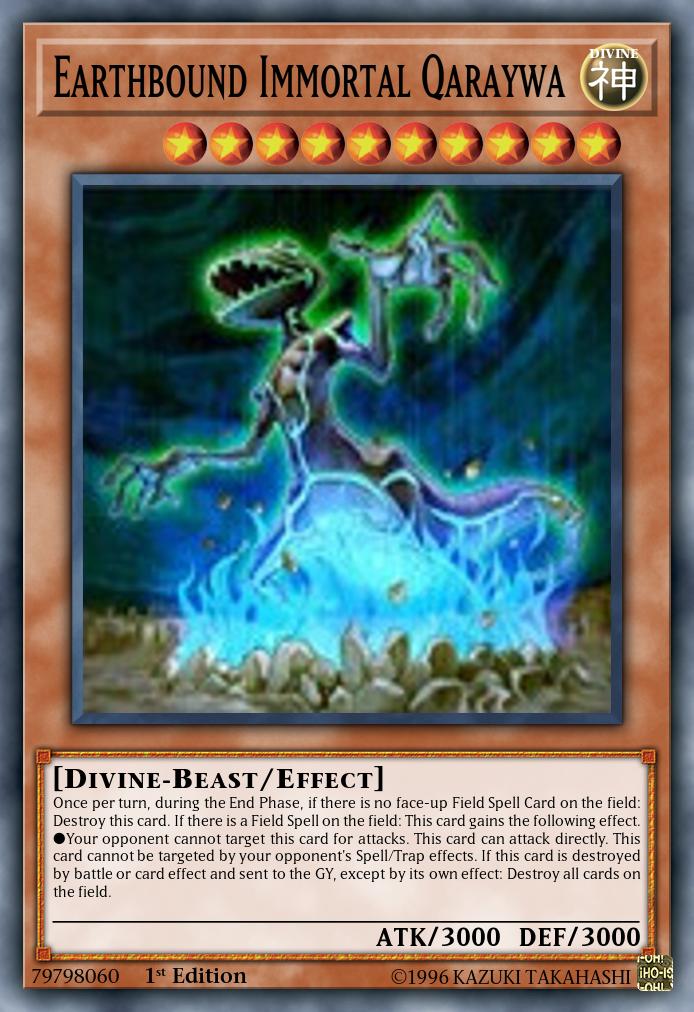 EARTHBOUND IMMORTAL QARAYWA
DIVINE
神
[DIVINE-BEAST/EFFECT]
Once per turn, during the End Phase, if there is no face-up Field Spell Card on the field:
Destroy this card. If there is a Field Spell on the field: This card gains the following effect.
●Your opponent cannot target this card for attacks. This card can attack directly. This
card cannot be targeted by your opponent's Spell/Trap effects. If this card is destroyed
by battle or card effect and sent to the GY, except by its own effect: Destroy all cards on
the field.
ATK/3000 DEF/3000
79798060 1st Edition ©1996 KAZUKI TAKAHASHI